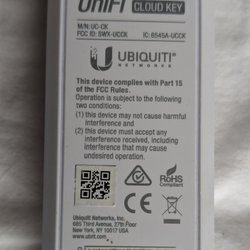 UniFi
CLOUD KEY
M/N: UC-CK
FCC ID: SWX-UCCK IC: 6545A-UCCK
UBIQUITI
NETWORKS
This device complies with Part 15
of the FCC Rules.
Operation is subject to the following
two conditions:
(1) this device may not cause harmful
interference and
(2) this device must accept any
interference received, including
interference that may cause
undesired operation.
RoHS
Compliant
Ubiquiti Networks, Inc.
685 Third Avenue, 27th Floor
New York, NY 10017 USA
www.ubnt.com